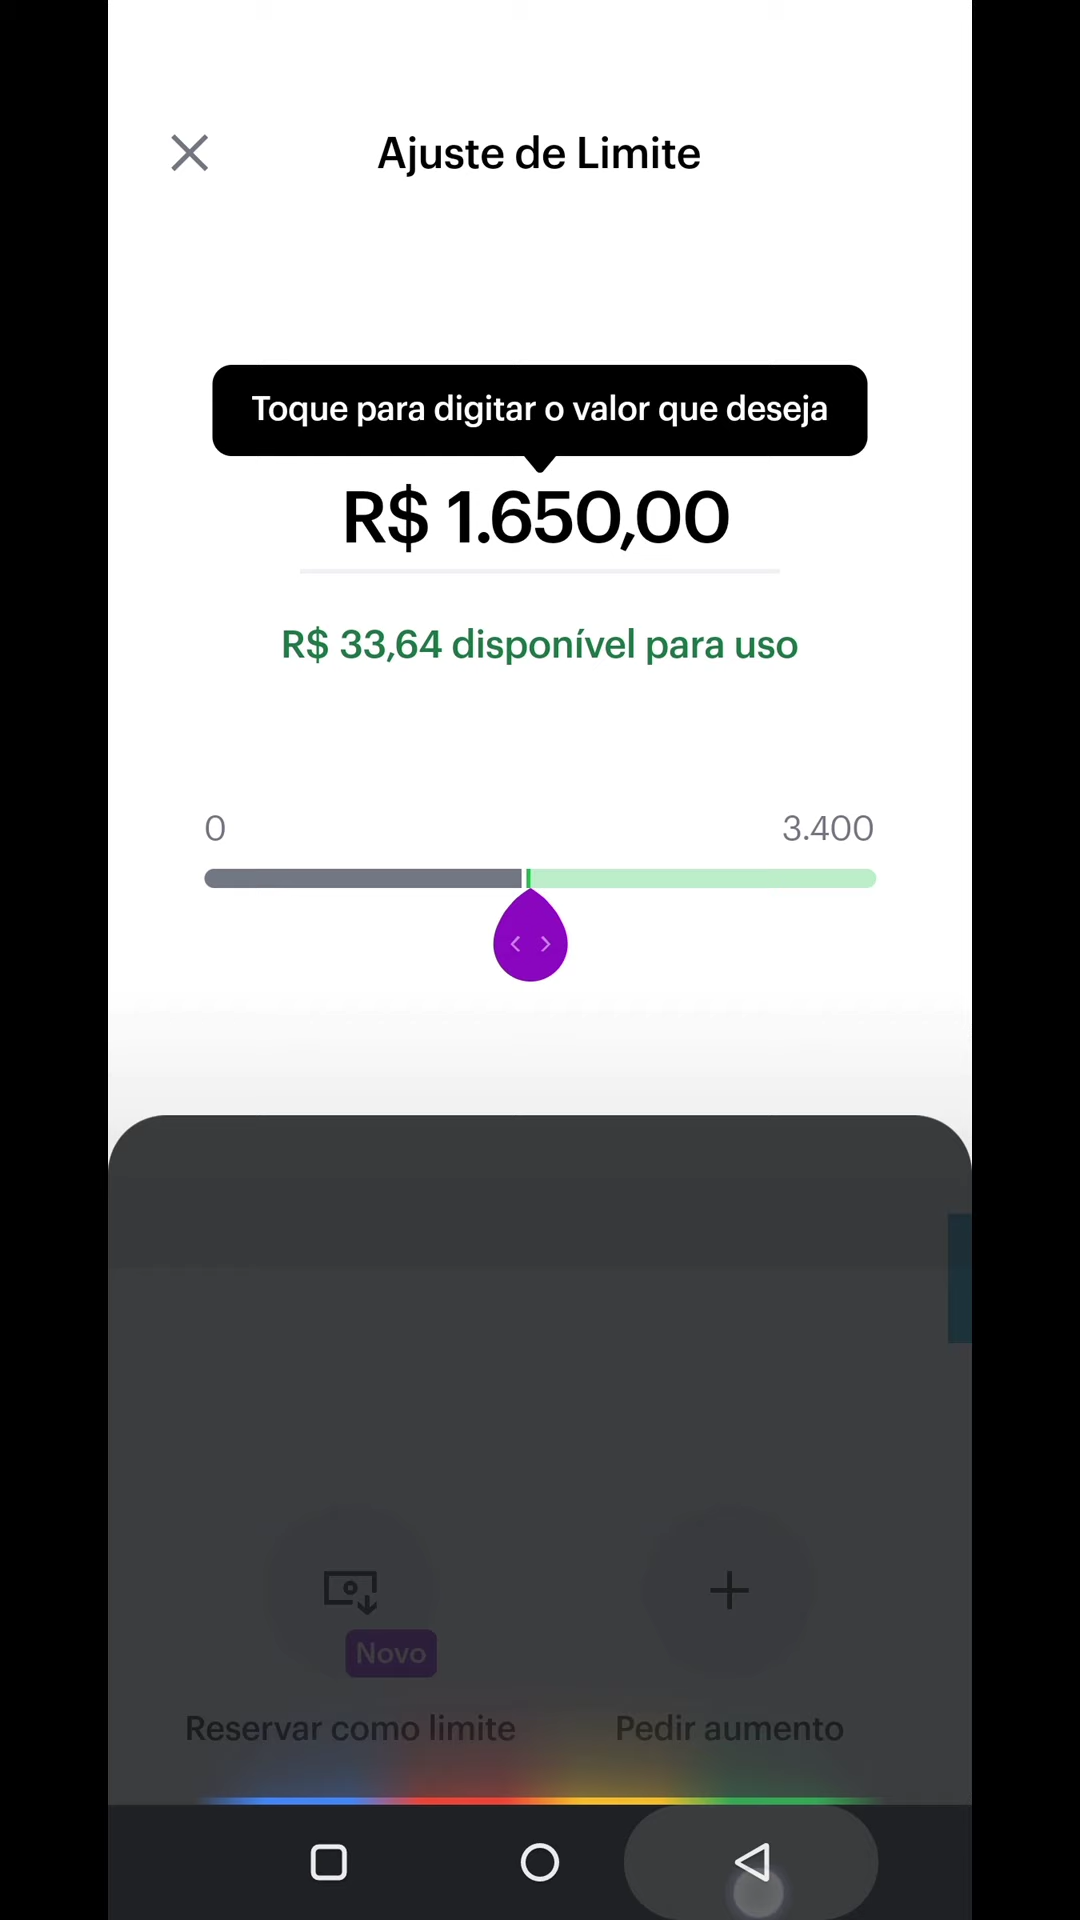 Ajuste de Limite
Toque para digitar o valor que deseja
R$ 1.650,00
R$ 33,64 disponível para uso
0 3.400
Novo
Reservar como limite Pedir aumento